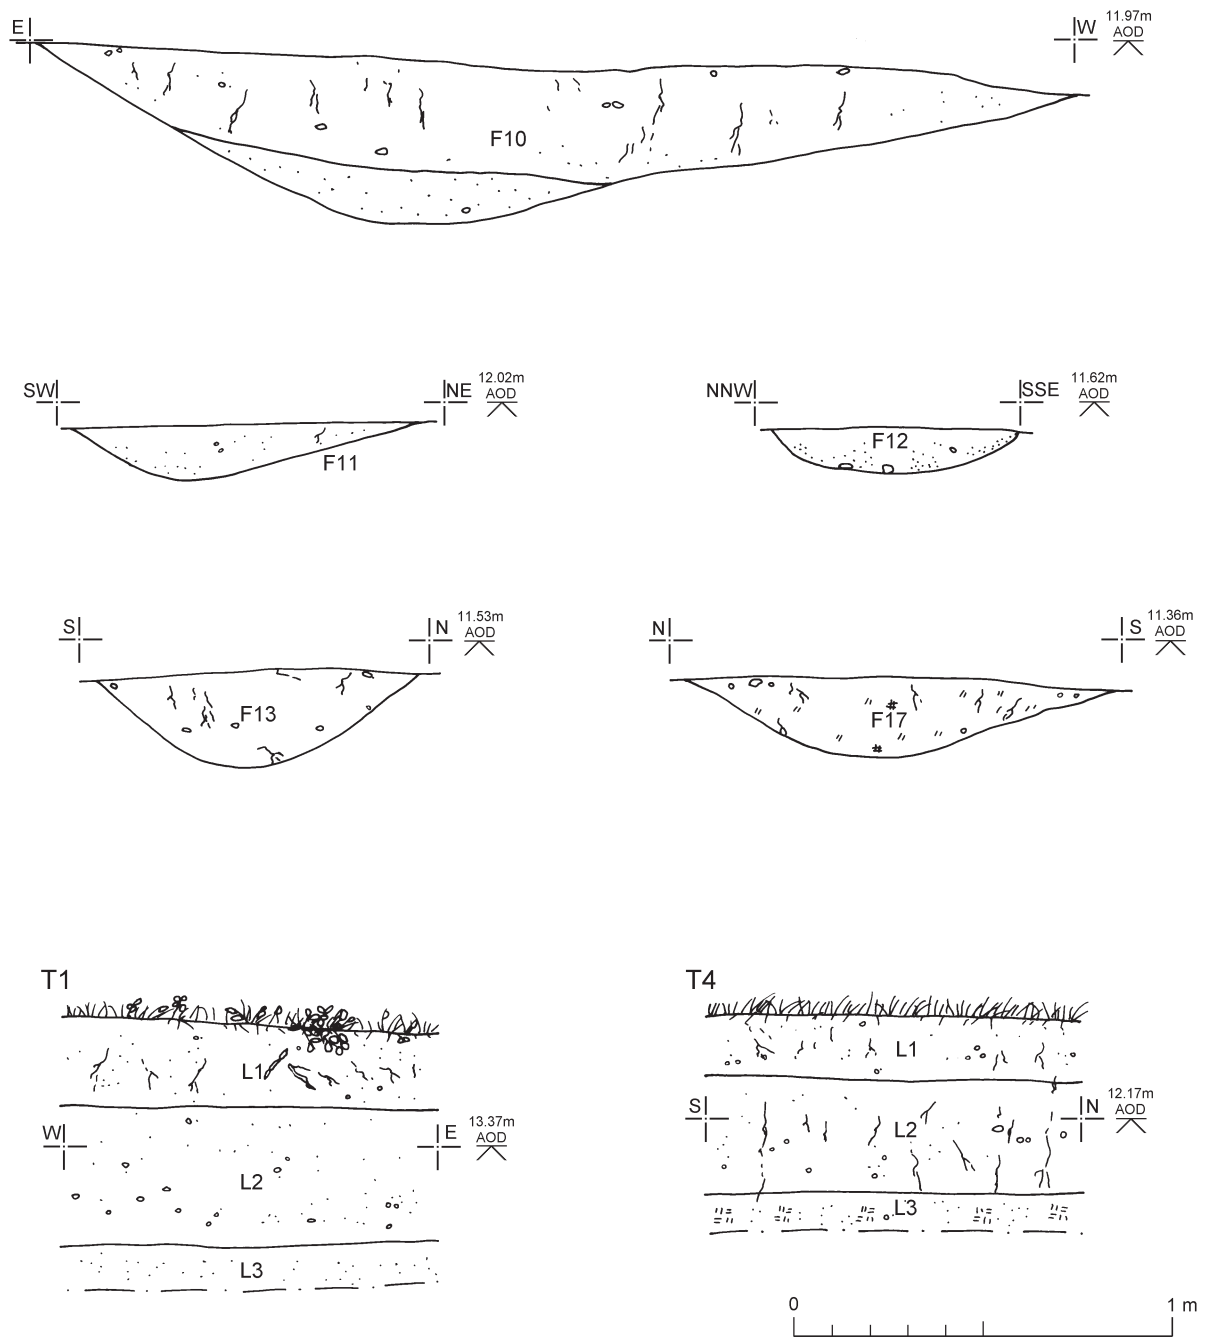 E
W
11.97m
AOD
F10
SW
NE
12.02m
AOD
F11
NNW
SSE
11.62m
AOD
F12
S
N
11.53m
AOD
F13
N
S
11.36m
AOD
F17
T1
L1
W
E
13.37m
AOD
L2
L3
T4
L1
S
N
12.17m
AOD
L2
L3
0
1 m